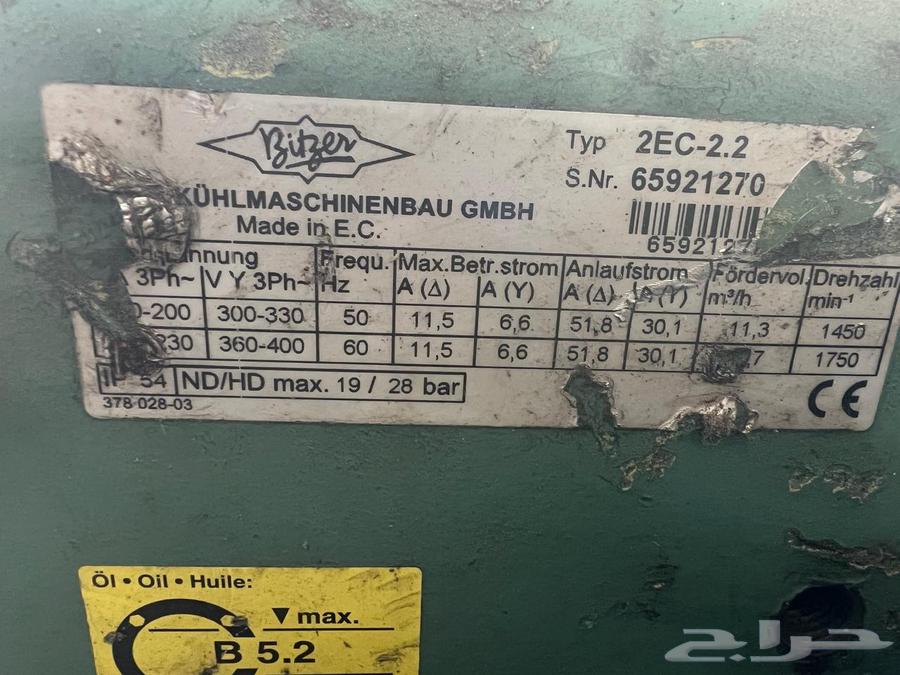 Bitzer
KÜHLMASCHINENBAU GMBH
Made in E.C.
Typ 2EC-2.2
S.Nr. 65921270
6592127
3Ph~ V Y 3Ph~ Frequ. Hz Max.Betr.strom A (Δ) A (Y) Anlaufstrom A (Δ) A (Y) Fördervol. m³/h Drehzahl min⁻¹
-200 300-330 50 11,5 6,6 51,8 30,1 11,3 1450
360-400 60 11,5 6,6 51,8 30,1 1750
54 ND/HD max. 19 / 28 bar
378-028-03
CE
Öl • Oil • Huile:
▼max.
B 5.2
حراج